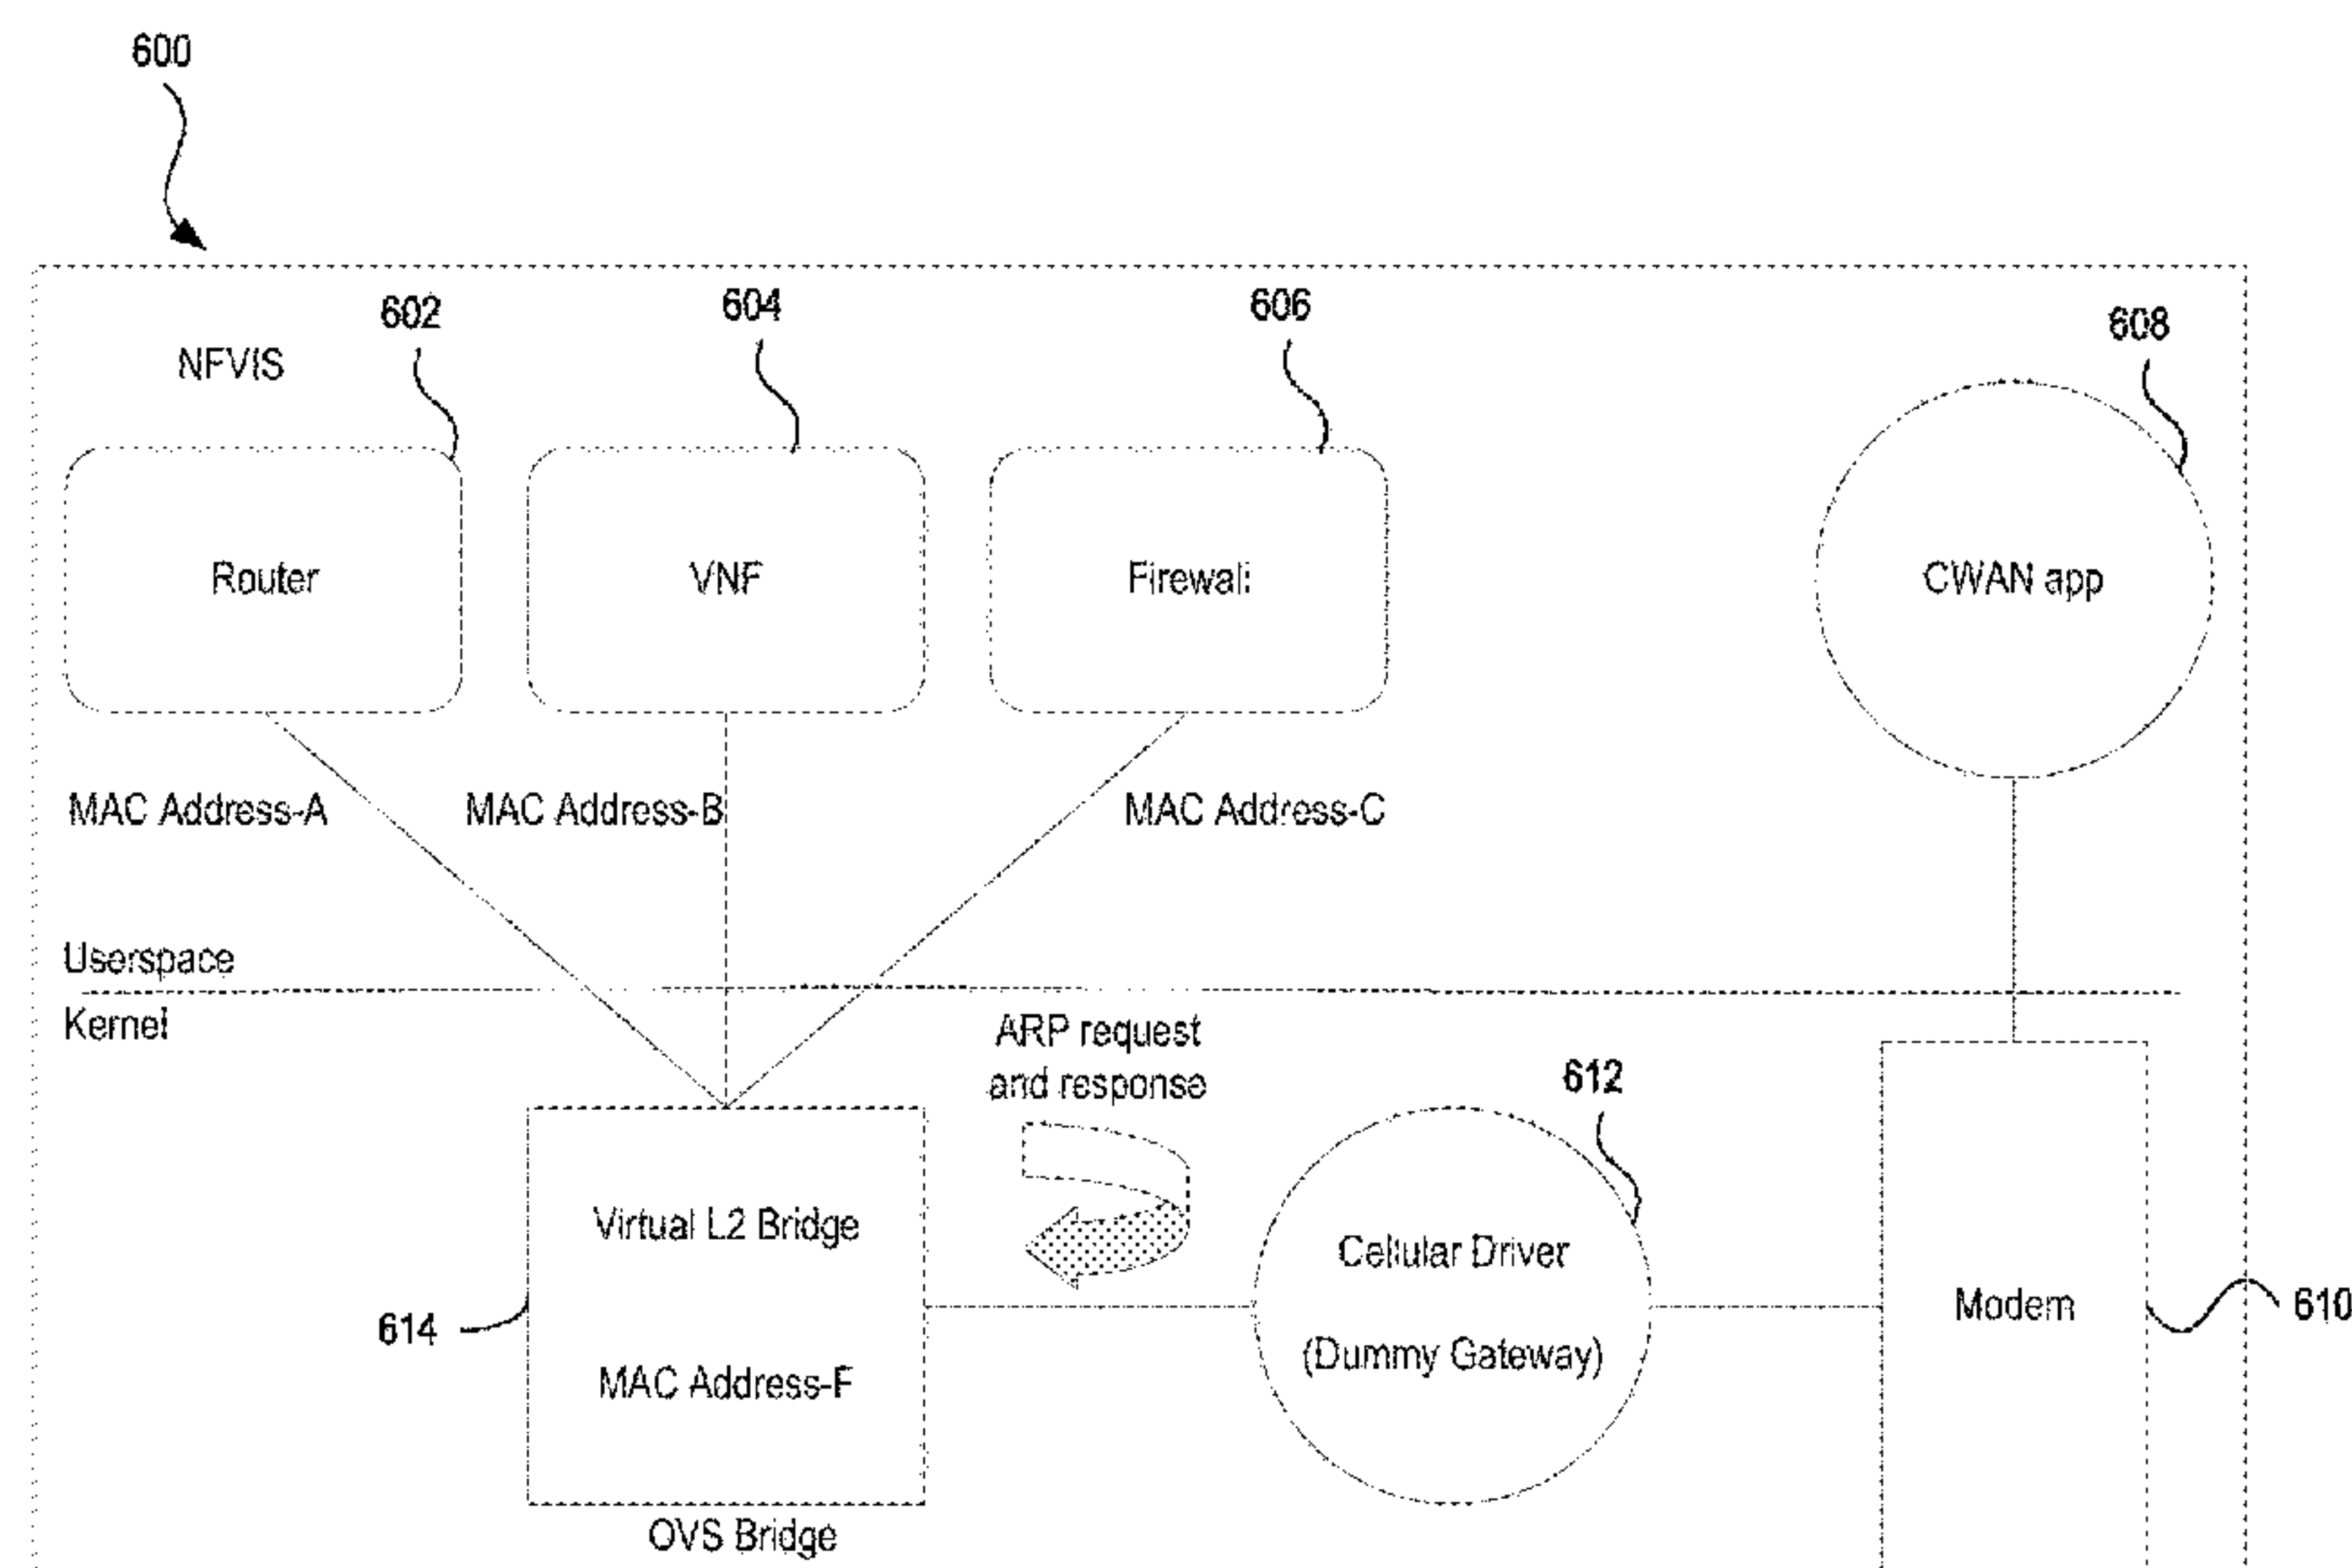 600
602
604
606
608
NFVIS
Router
VNF
Firewall
CWAN app
MAC Address-A
MAC Address-B
MAC Address-C
Userspace
Kernel
ARP request
and response
612
Virtual L2 Bridge
Cellular Driver
Modem
610
614
(Dummy Gateway)
MAC Address-F
OVS Bridge